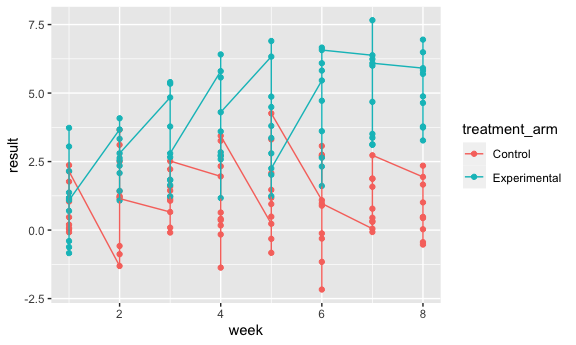 7.5
5.0
2.5
0.0
-2.5
result
2
4
6
8
week
treatment_arm
Control
Experimental